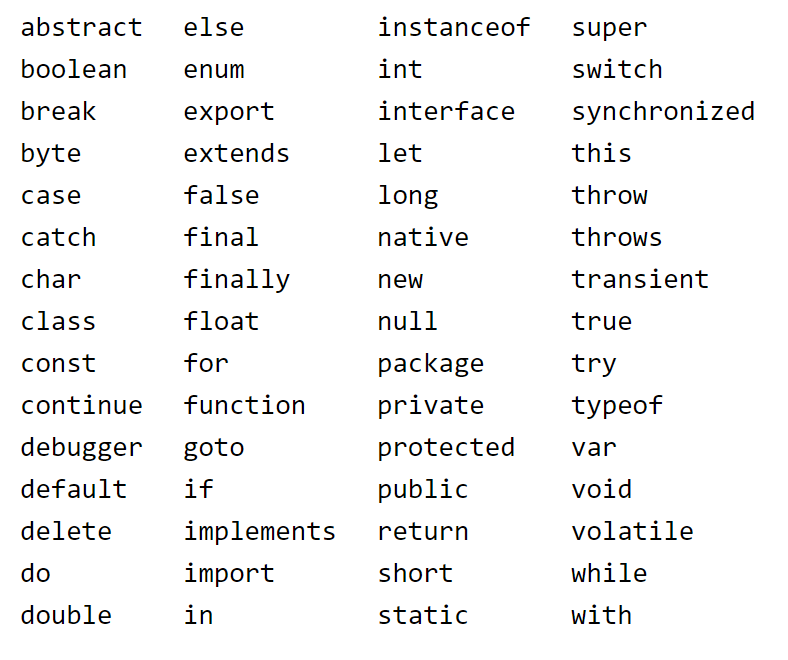 abstract else instanceof super
boolean enum int switch
break export interface synchronized
byte extends let this
case false long throw
catch final native throws
char finally new transient
class float null true
const for package try
continue function private typeof
debugger goto protected var
default if public void
delete implements return volatile
do import short while
double in static with